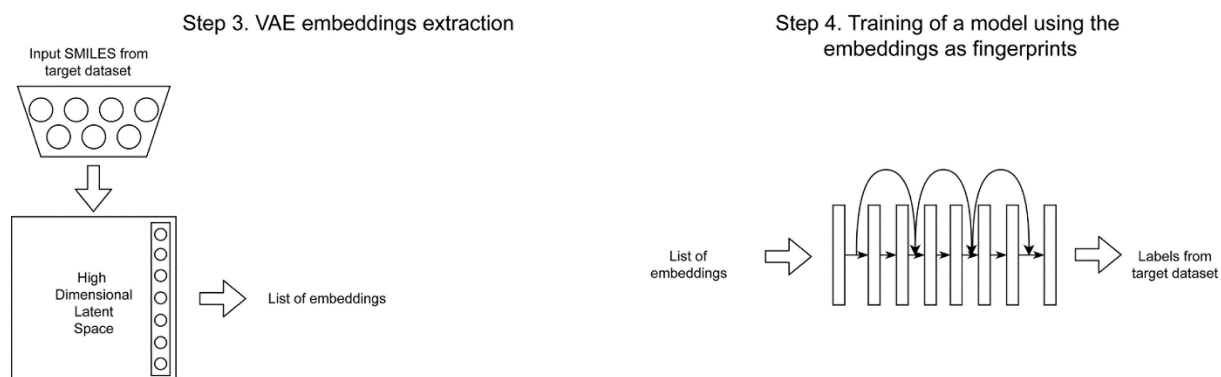 Step 3. VAE embeddings extraction
Input SMILES from
target dataset
High
Dimensional
Latent
Space
List of embeddings
Step 4. Training of a model using the
embeddings as fingerprints
List of
embeddings
Labels from
target dataset